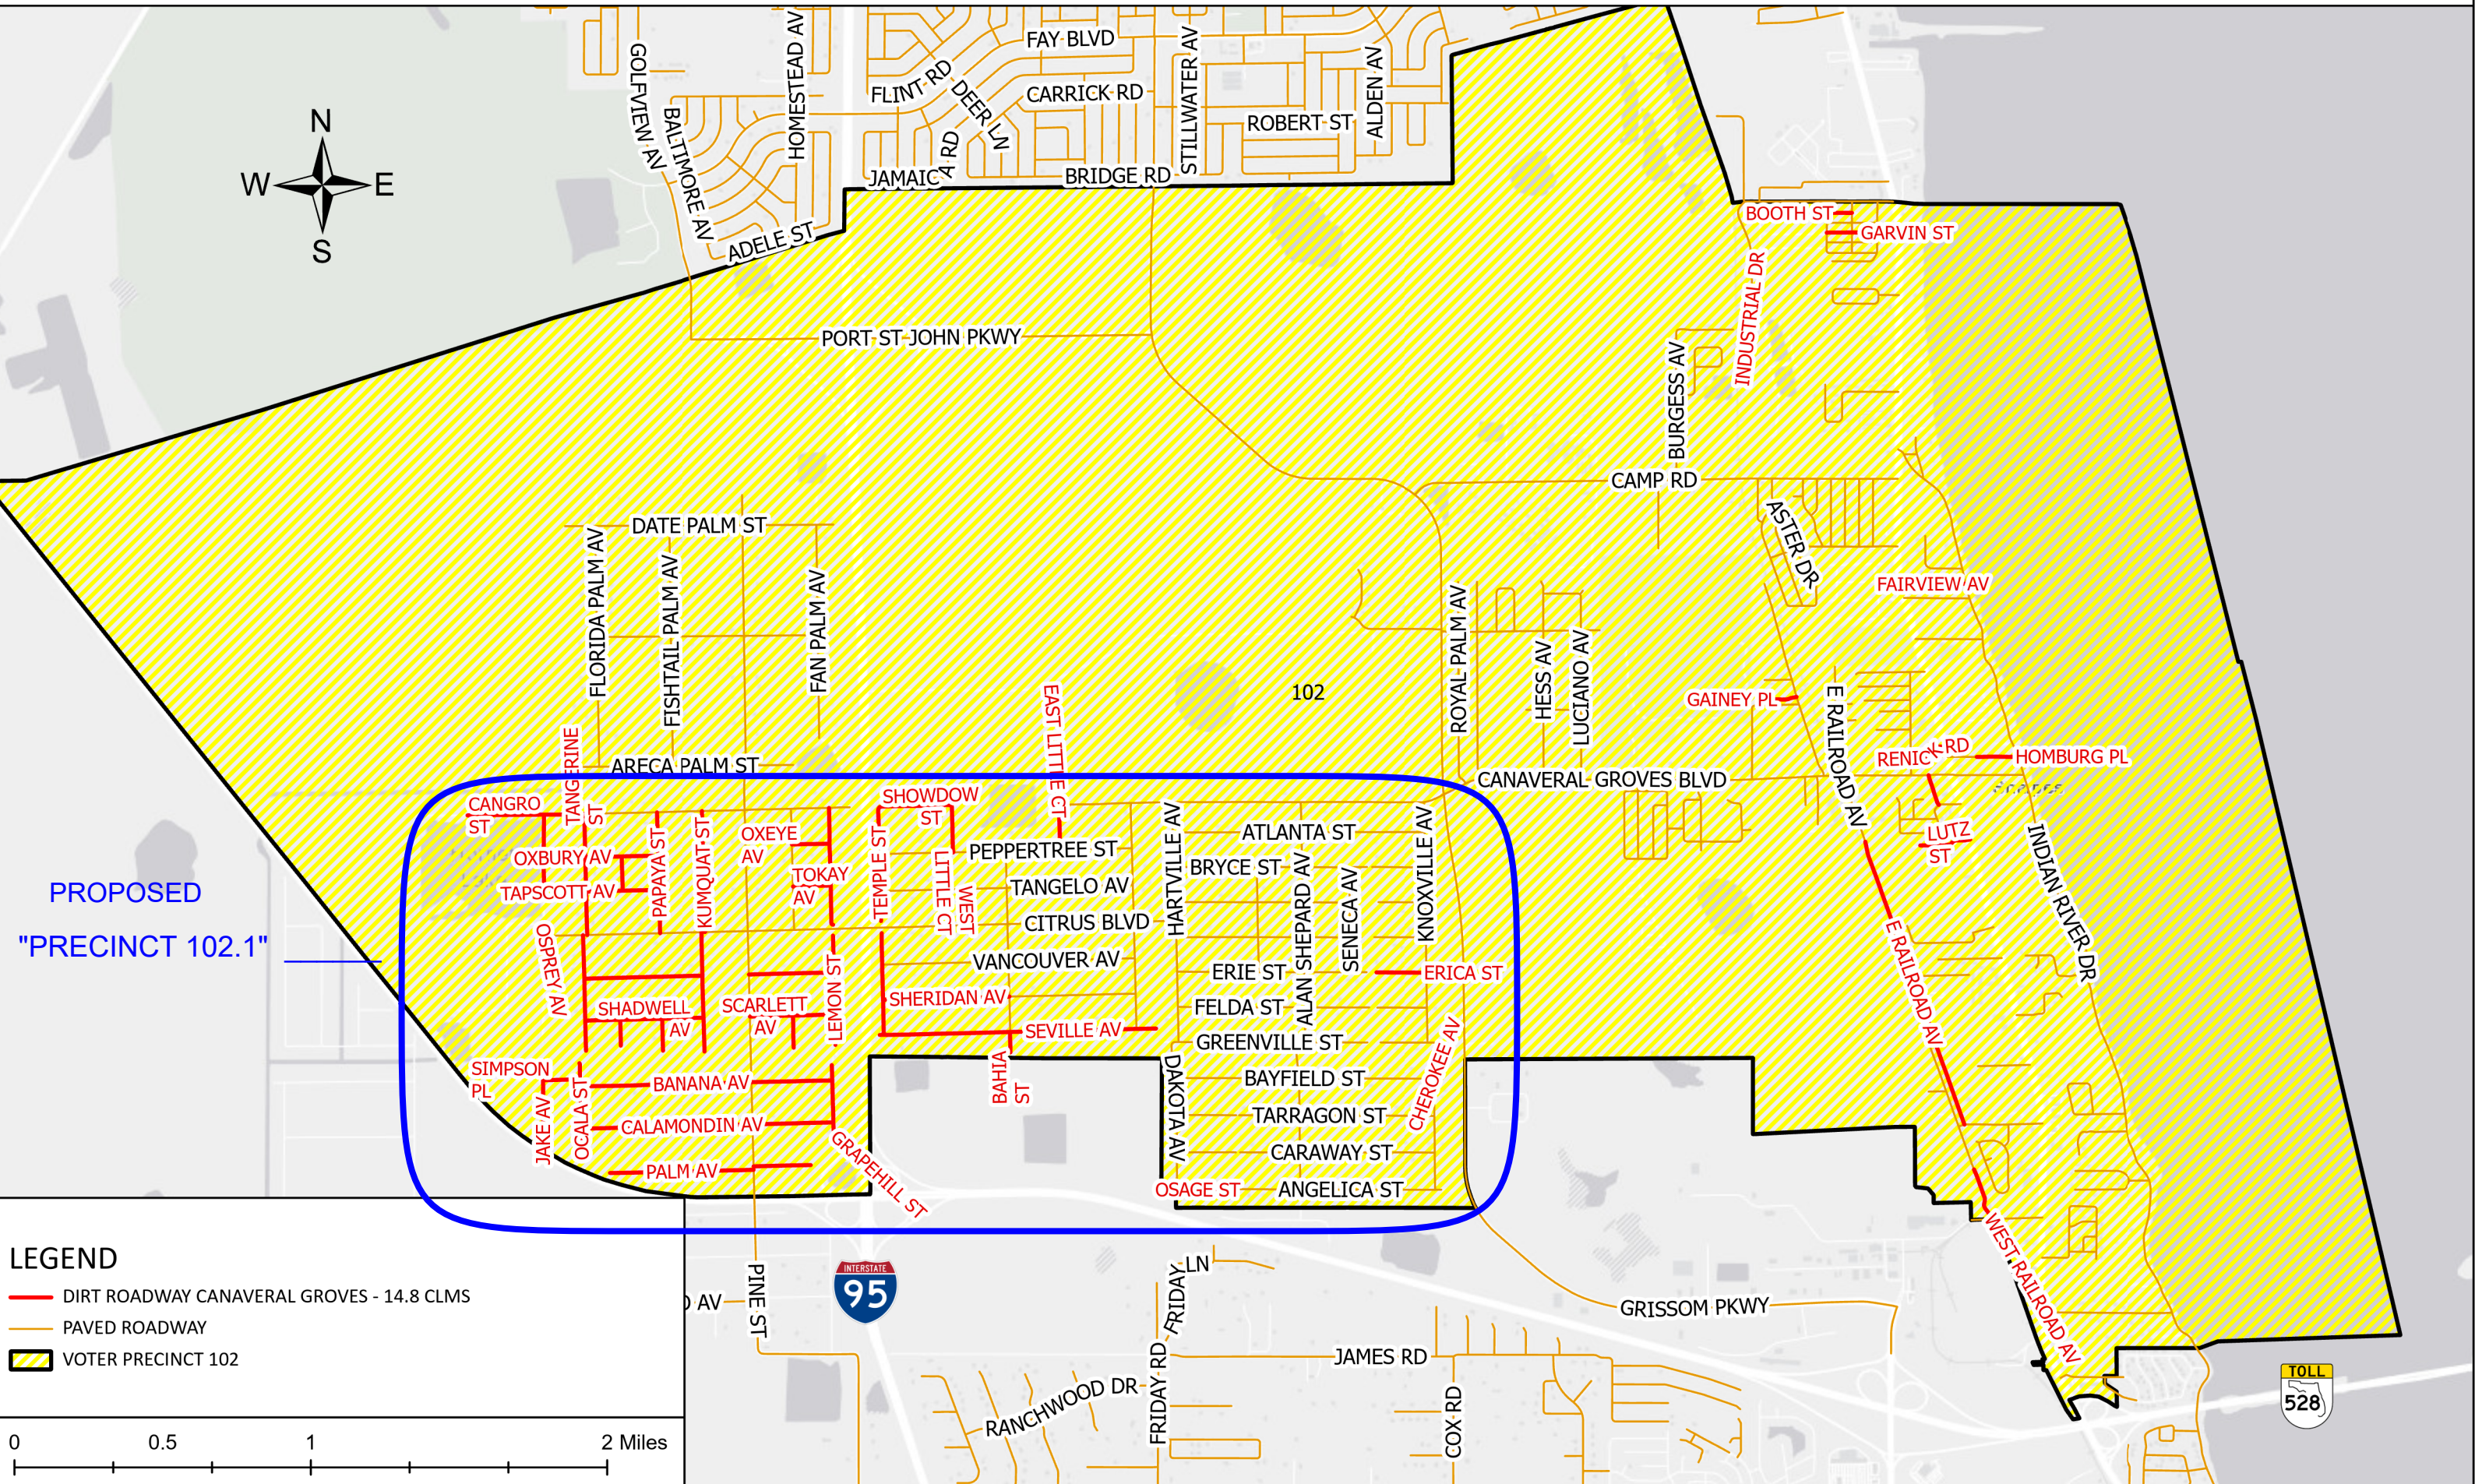 GOLFVIEW AV
BALTIMORE AV
HOMESTEAD AV
FAY BLVD
FLINT RD
DEER LN
CARRICK RD
STILLWATER AV
ALDEN AV
ROBERT ST
JAMAICA RD
BRIDGE RD
ADELE ST
N
W
E
S
BOOTH ST
GARVIN ST
INDUSTRIAL DR
PORT ST JOHN PKWY
BURGESS AV
CAMP RD
ASTER DR
DATE PALM ST
FLORIDA PALM AV
FISHTAIL PALM AV
FAN PALM AV
FAIRVIEW AV
ROYAL PALM AV
HESS AV
LUCIANO AV
102
GAINEY PL
E RAILROAD AV
EAST LITTLE CT
RENICK RD
HOMBURG PL
TANGERINE
ST
ARECA PALM ST
CANAVERAL GROVES BLVD
CANGRO
ST
SHOWDOW
ST
OXEYE
AV
OXBURY AV
PAPAYA ST
KUMQUAT ST
TEMPLE ST
PEPPERTREE ST
HARTVILLE AV
ATLANTA ST
BRYCE ST
ALAN SHEPARD AV
SENECA AV
KNOXVILLE AV
LUTZ
ST
INDIAN RIVER DR
TAPSCOTT AV
TOKAY
AV
WEST
LITTLE CT
TANGELO AV
CITRUS BLVD
PROPOSED
"PRECINCT 102.1"
OSPREY AV
LEMON ST
VANCOUVER AV
ERIE ST
ERICA ST
E RAILROAD AV
SHADWELL
AV
SCARLETT
AV
SHERIDAN AV
FELDA ST
SEVILLE AV
GREENVILLE ST
CHEROKEE AV
SIMPSON
PL
JAKE AV
OCALA ST
BANANA AV
BAHIA
ST
DAKOTA AV
BAYFIELD ST
CALAMONDIN AV
TARRAGON ST
GRAPEHILL ST
CARAWAY ST
PALM AV
OSAGE ST
ANGELICA ST
WEST RAILROAD AV
LEGEND
DIRT ROADWAY CANAVERAL GROVES - 14.8 CLMS
PAVED ROADWAY
VOTER PRECINCT 102
AV
PINE ST
INTERSTATE
95
FRIDAY LN
GRISSOM PKWY
JAMES RD
RANCHWOOD DR
FRIDAY RD
COX RD
TOLL
528
0 0.5 1 2 Miles